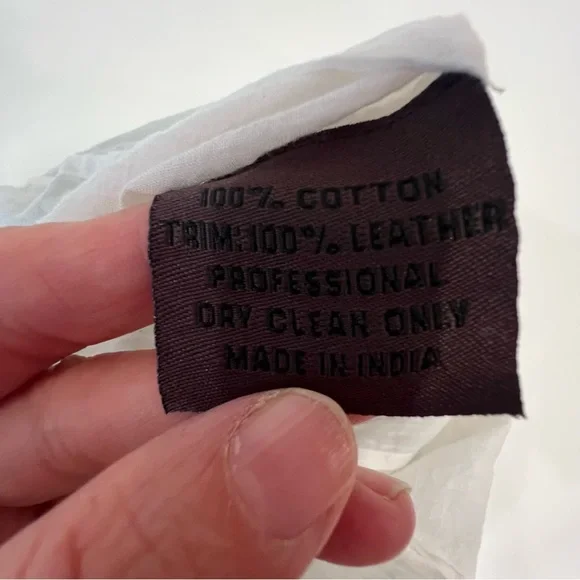 100% COTTON
TRIM: 100% LEATHER
PROFESSIONAL
DRY CLEAN ONLY
MADE IN INDIA